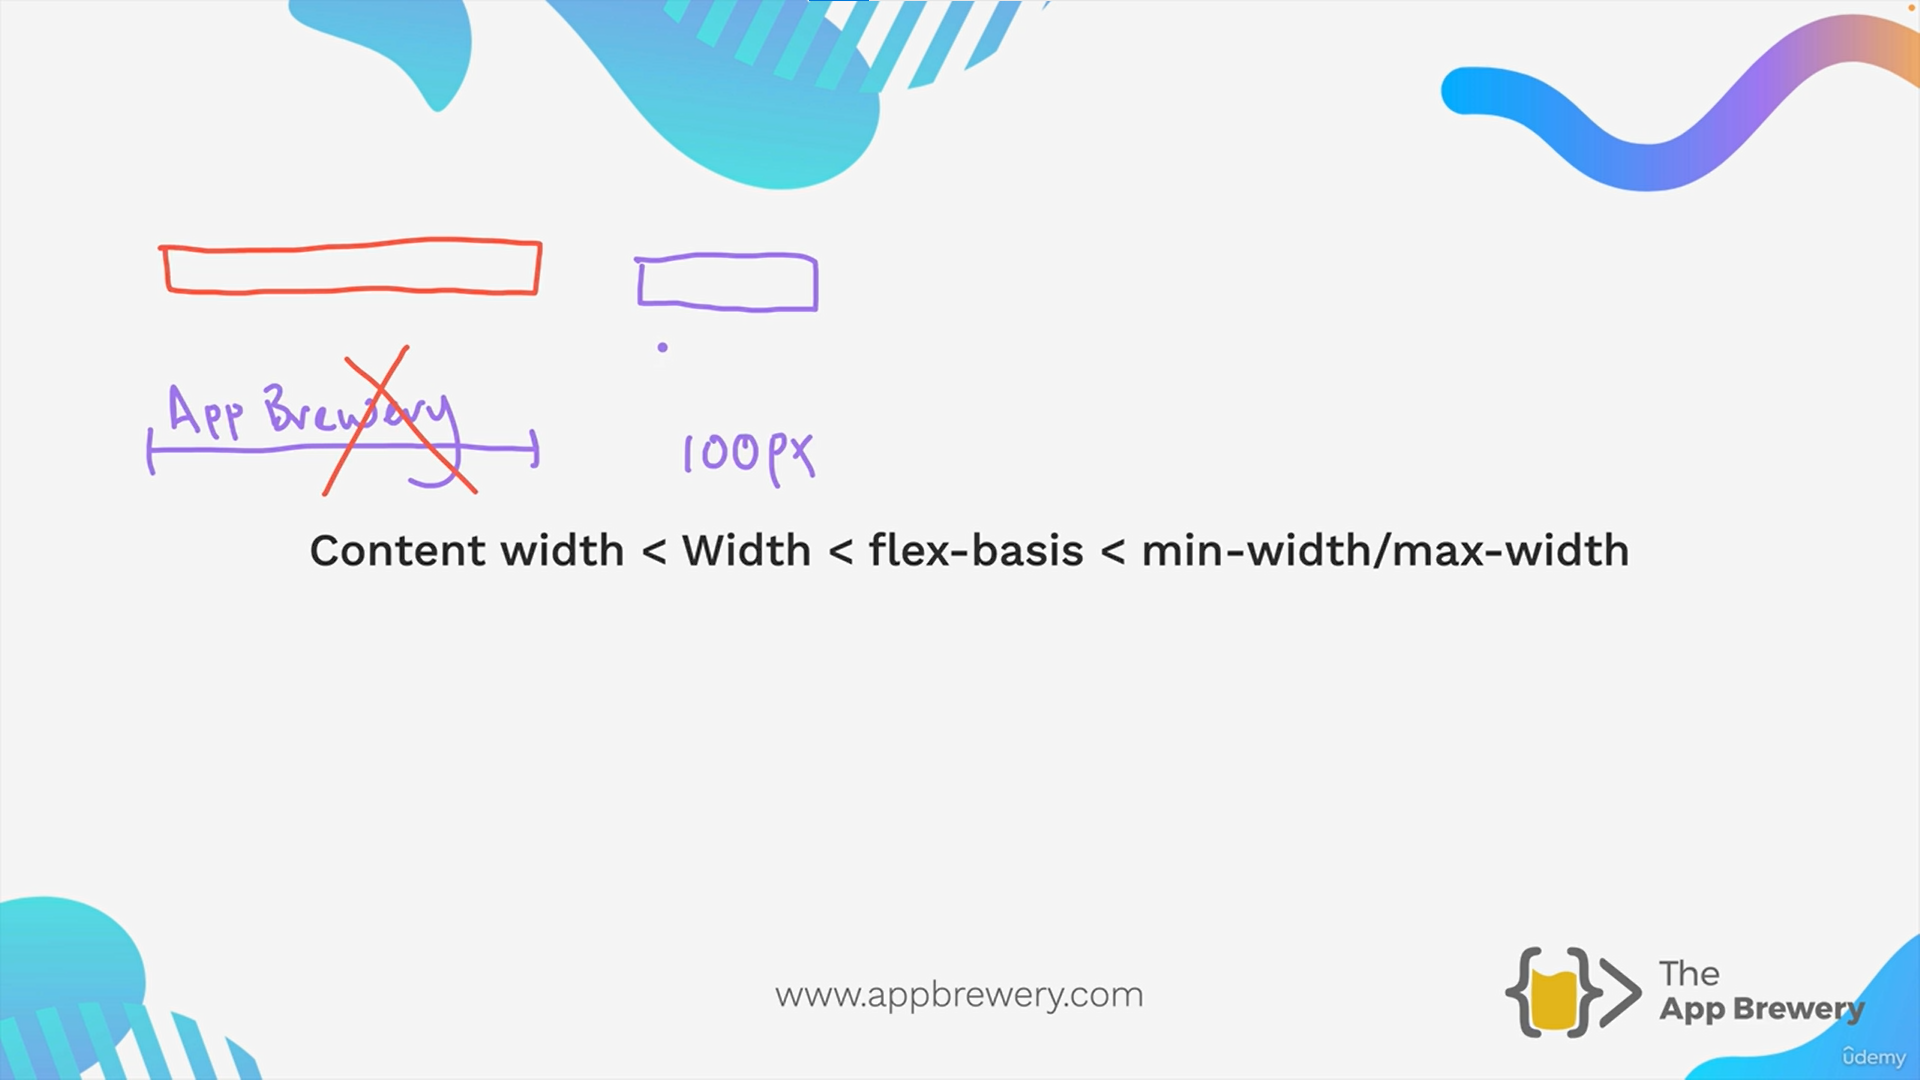 App Brewery
100px
Content width < Width < flex-basis < min-width/max-width
www.appbrewery.com
The
App Brewery
ûdemy